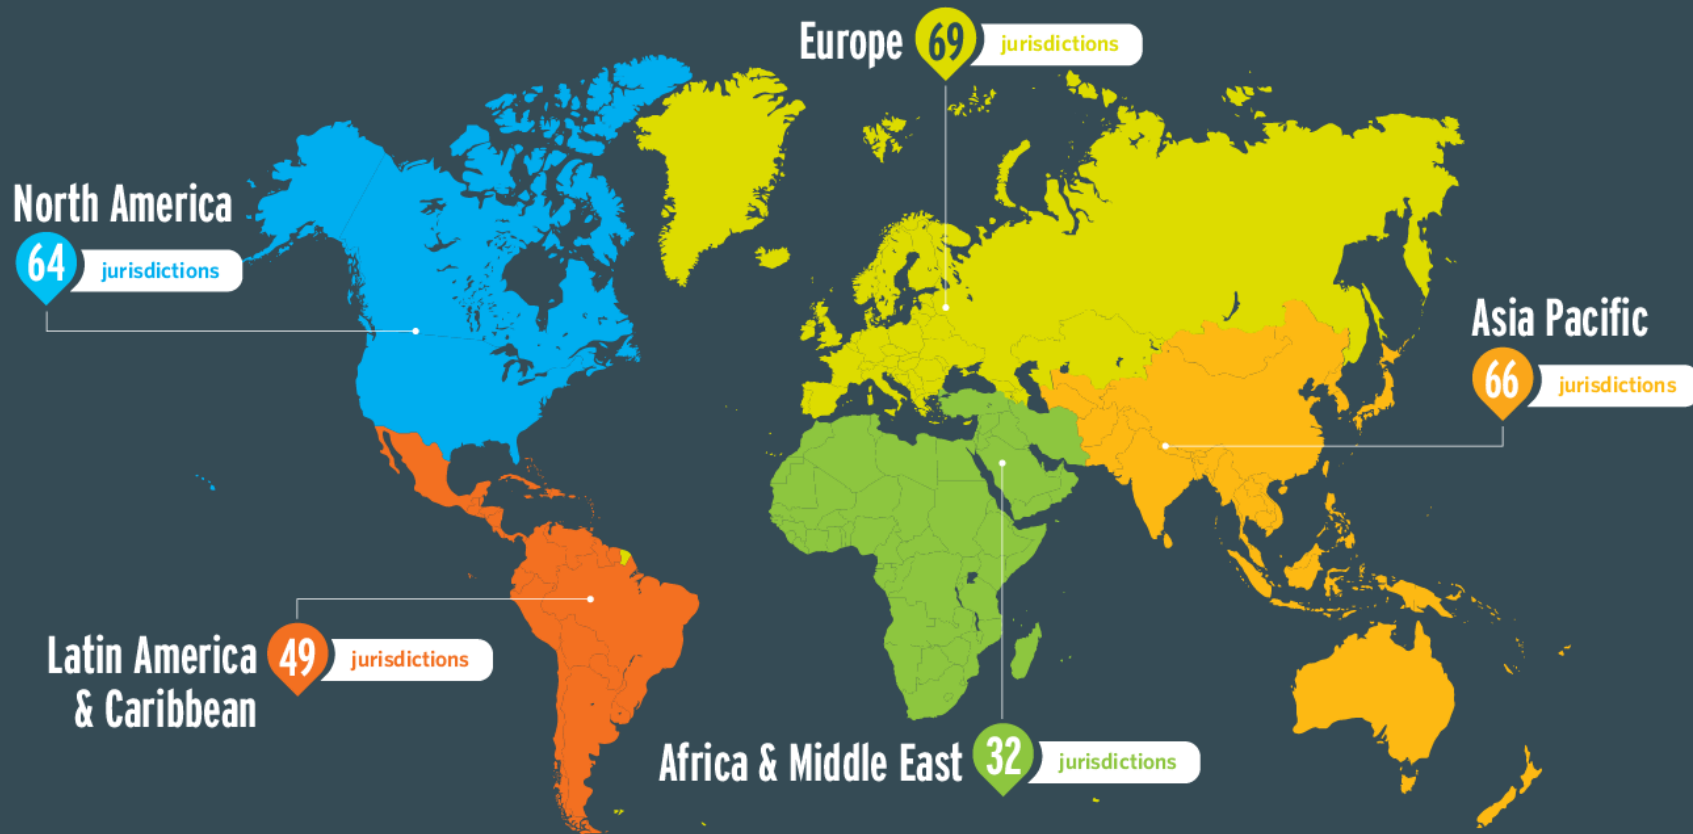 Europe 69 jurisdictions
North America
64 jurisdictions
Asia Pacific
66 jurisdictions
Latin America 49 jurisdictions
& Caribbean
Africa & Middle East 32 jurisdictions